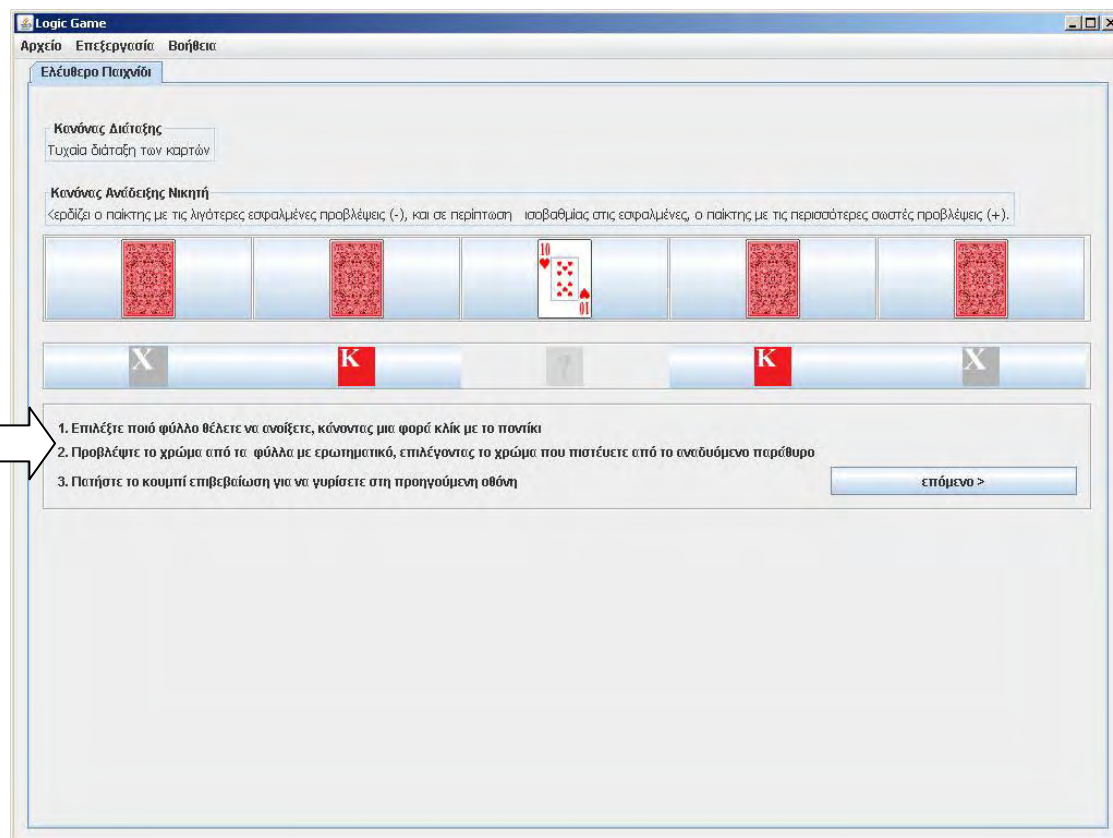 Logic Game
Αρχείο Επεξεργασία Βοήθεια
Ελέυθερο Παιχνίδι
Κανόνας Διάταξης
Τυχαία διάταξη των καρτών
Κανόνας Ανάδειξης Νικητή
Κερδίζει ο παίκτης με τις λιγότερες εσφαλμένες προβλέψεις (-), και σε περίπτωση ισοβαθμίας στις εσφαλμένες, ο παίκτης με τις περισσότερες σωστές προβλέψεις (+).
10
10
X K ? K X
1. Επιλέξτε ποιό φύλλο θέλετε να ανοίξετε, κάνοντας μια φορά κλίκ με το ποντίκι
2. Προβλέψτε το χρώμα από τα φύλλα με ερωτηματικό, επιλέγοντας το χρώμα που πιστέυετε από το αναδυόμενο παράθυρο
3. Πατήστε το κουμπί επιβεβαίωση για να γυρίσετε στη προηγούμενη οθόνη
επόμενο >